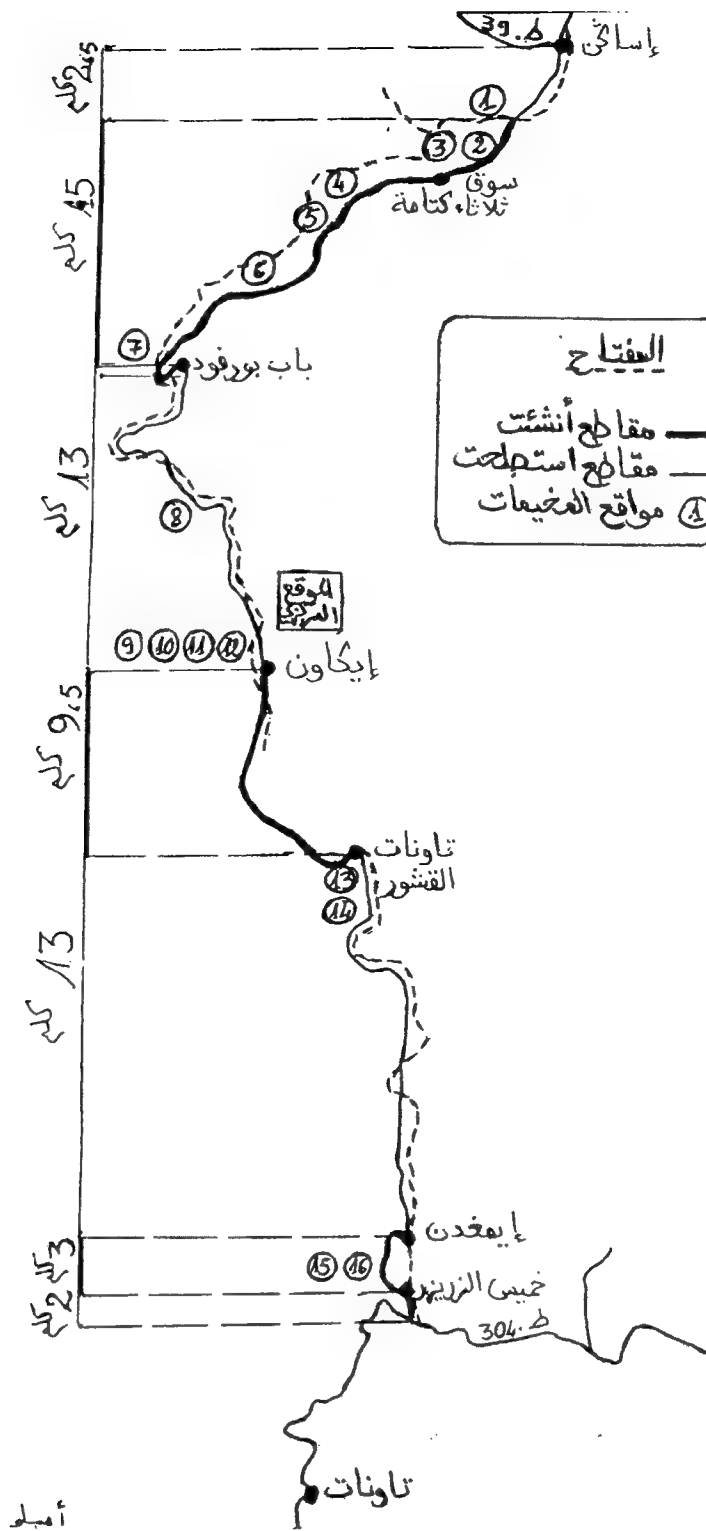 ط.39
إساكن
2,5 كلم
①
③ ②
سوق
ثلاثاء كتامة
④
⑤
15 كلم
⑥
⑦
باب بورفود
المفتاح
مقاطع أنشئت
مقاطع استصلحت
مواقع المخيمات ①
13 كلم
⑧
الموقع
المركزي
⑨ ⑩ ⑪ ⑫
إيكاون
9,5 كلم
تاونات
القشور
⑬
⑭
13 كلم
إيمغدن
3 كلم
⑮ ⑯
خميس
2 كلم
ط.304
تاونات